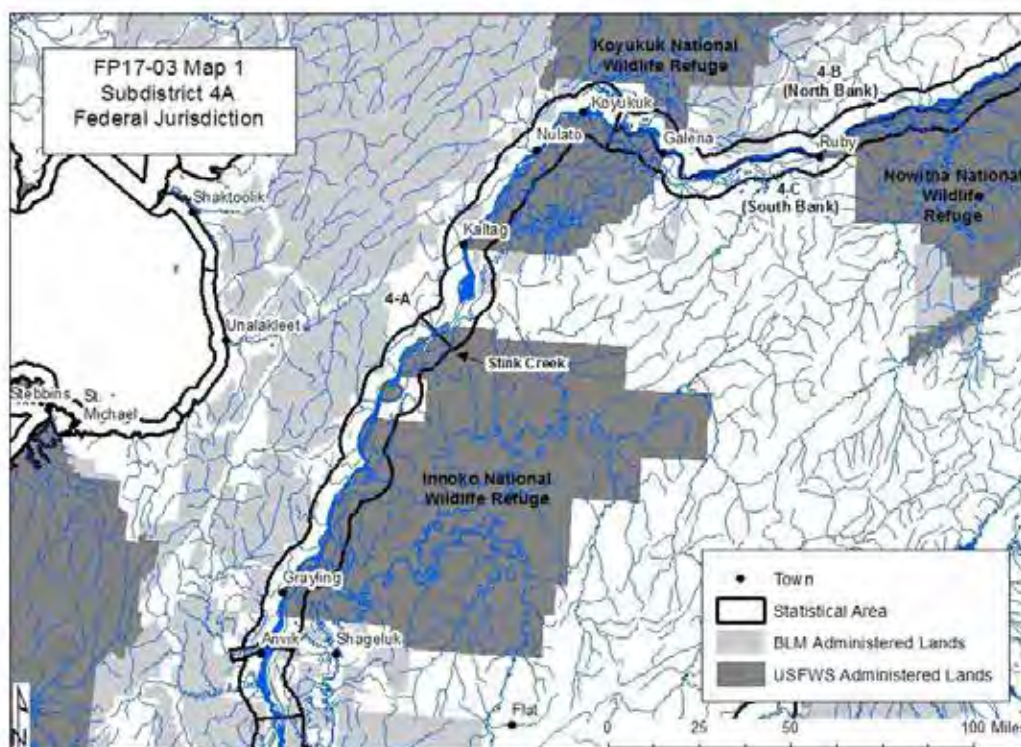 FP17-03 Map 1
Subdistrict 4A
Federal Jurisdiction
Koyukuk National
Wildlife Refuge
4-B
(North Bank)
Koyukuk
Nulato
Galena
Ruby
4-C
(South Bank)
Nowitna National
Wildlife
Refuge
Shaktoolik
Kaltag
4-A
Unalakleet
Stink Creek
Stebbins
St.
Michael
Innoko National
Wildlife Refuge
Grayling
Anvik
Shageluk
Flat
Town
Statistical Area
BLM Administered Lands
USFWS Administered Lands
N
0 25 50 100 Miles